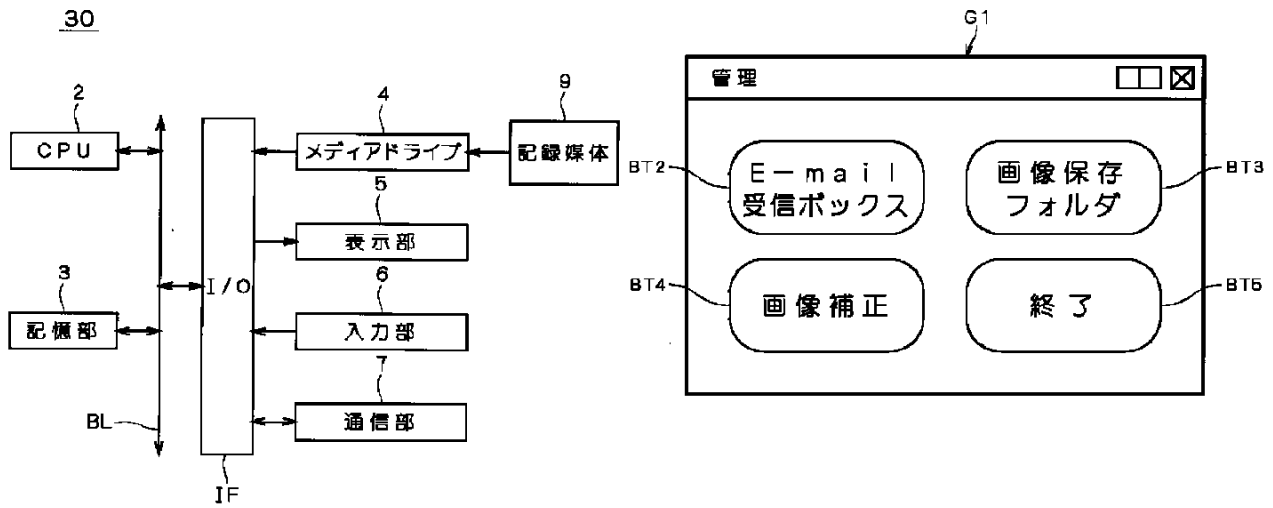 30
2
CPU
3
記憶部
BL
I/O
IF
4
メディアドライブ
9
記録媒体
5
表示部
6
入力部
7
通信部
G1
管理
BT2
E-mail
受信ボックス
画像保存
フォルダ
BT3
BT4
画像補正
終了
BT5